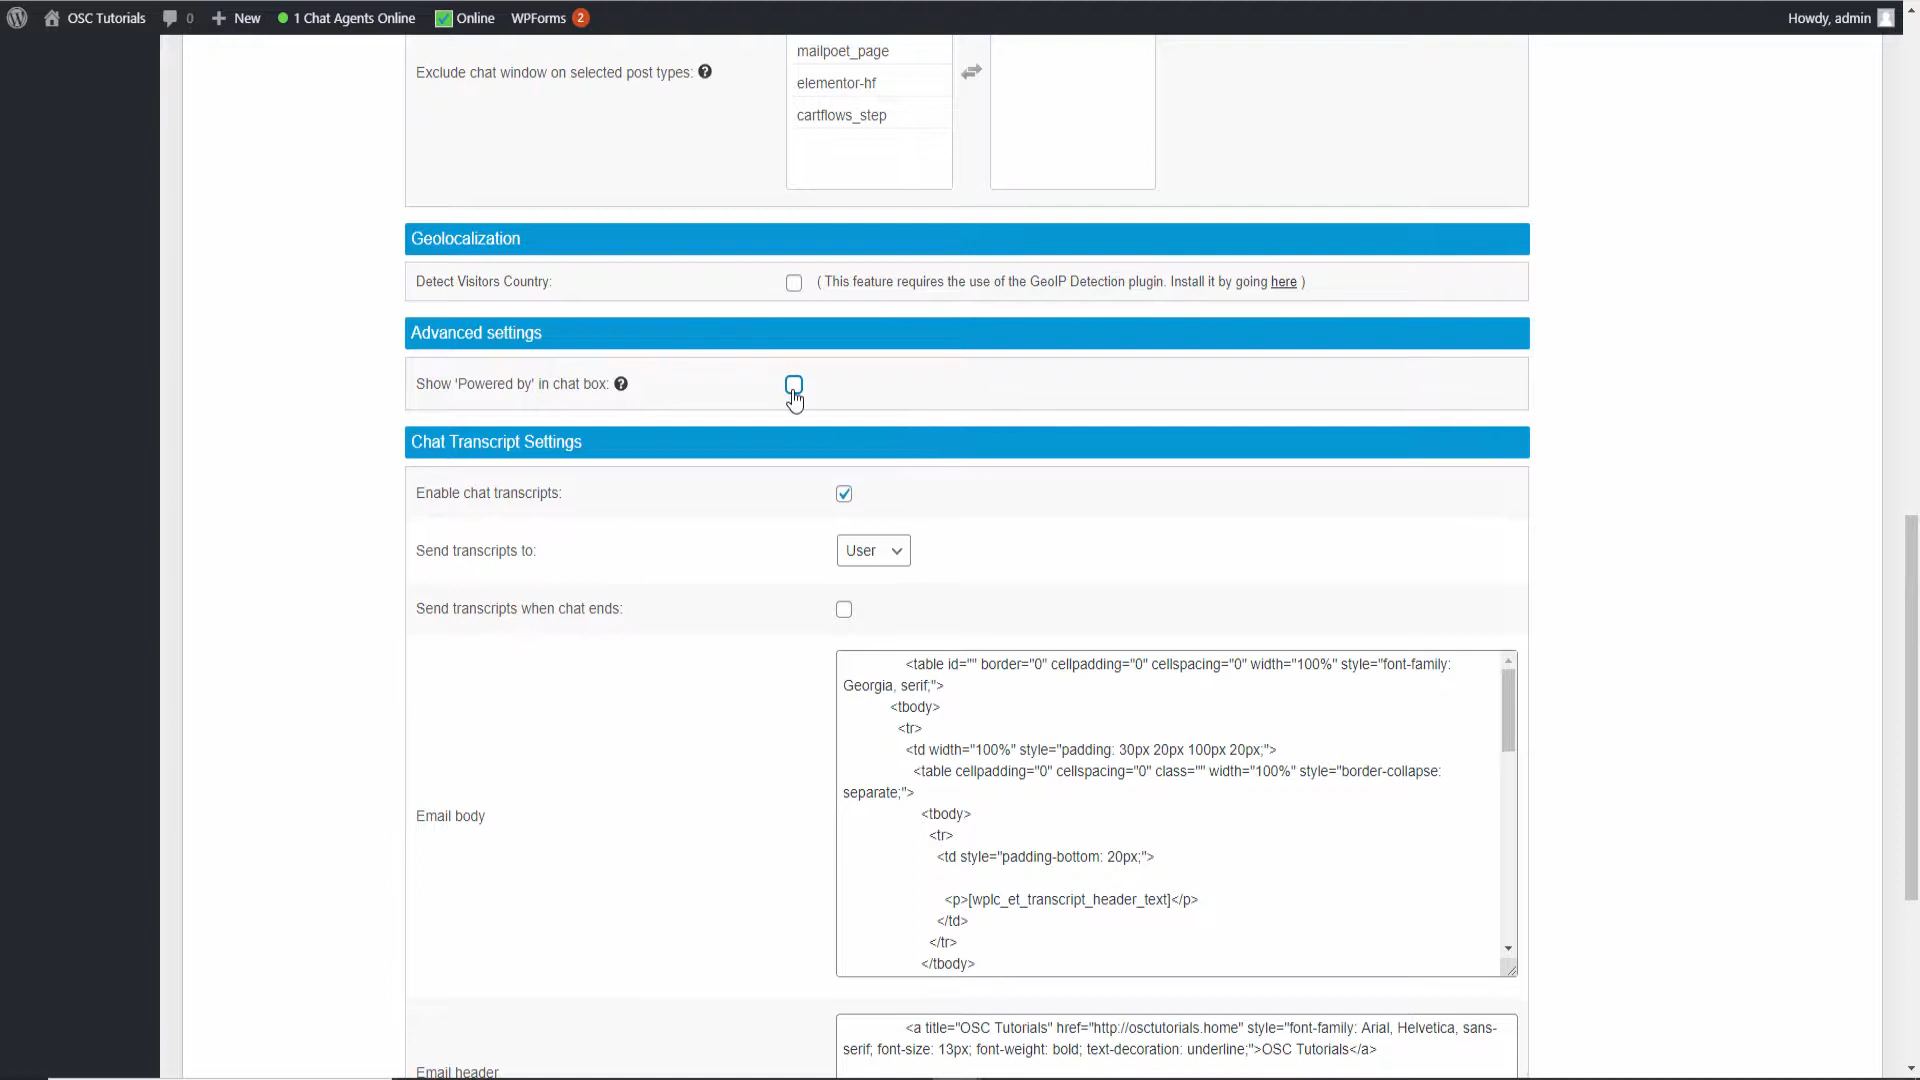 OSC Tutorials 0 New 1 Chat Agents Online Online WPForms 2 Howdy, admin
mailpoet_page
Exclude chat window on selected post types:
elementor-hf
cartflows_step
Geolocalization
Detect Visitors Country: ( This feature requires the use of the GeoIP Detection plugin. Install it by going here )
Advanced settings
Show 'Powered by' in chat box:
Chat Transcript Settings
Enable chat transcripts:
Send transcripts to: User
Send transcripts when chat ends:
<table id="" border="0" cellpadding="0" cellspacing="0" width="100%" style="font-family:
Georgia, serif;">
<tbody>
<tr>
<td width="100%" style="padding: 30px 20px 100px 20px;">
<table cellpadding="0" cellspacing="0" class="" width="100%" style="border-collapse:
separate;">
<tbody>
Email body
<tr>
<td style="padding-bottom: 20px;">
<p>[wplc_et_transcript_header_text]</p>
</td>
</tr>
</tbody>
<a title="OSC Tutorials" href="http://osctutorials.home" style="font-family: Arial, Helvetica, sans-
serif; font-size: 13px; font-weight: bold; text-decoration: underline;">OSC Tutorials</a>
Email header